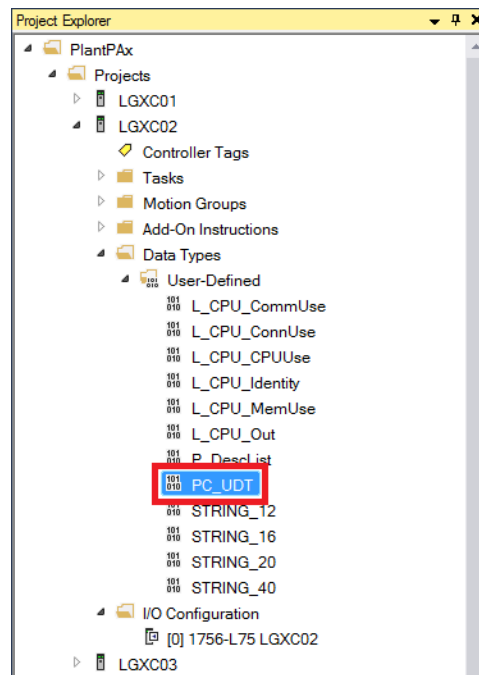 Project Explorer
PlantPAx
Projects
LGXC01
LGXC02
Controller Tags
Tasks
Motion Groups
Add-On Instructions
Data Types
User-Defined
L_CPU_CommUse
L_CPU_ConnUse
L_CPU_CPUUse
L_CPU_Identity
L_CPU_MemUse
L_CPU_Out
P_DescList
PC_UDT
STRING_12
STRING_16
STRING_20
STRING_40
I/O Configuration
[0] 1756-L75 LGXC02
LGXC03